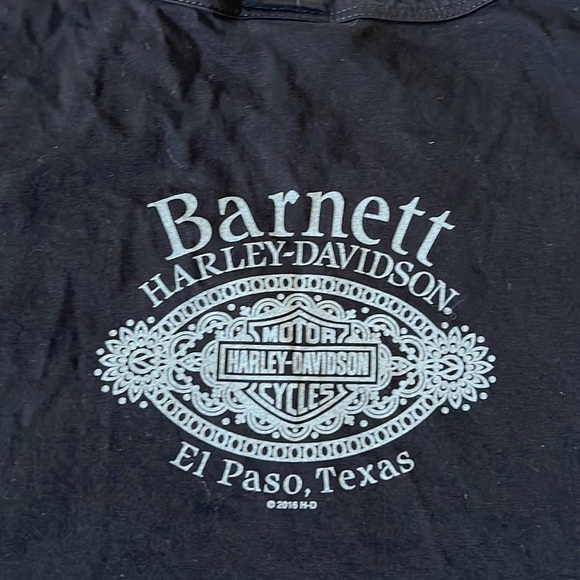 Barnett
HARLEY-DAVIDSON®
MOTOR
HARLEY-DAVIDSON
CYCLES
El Paso, Texas
© 2016 H-D